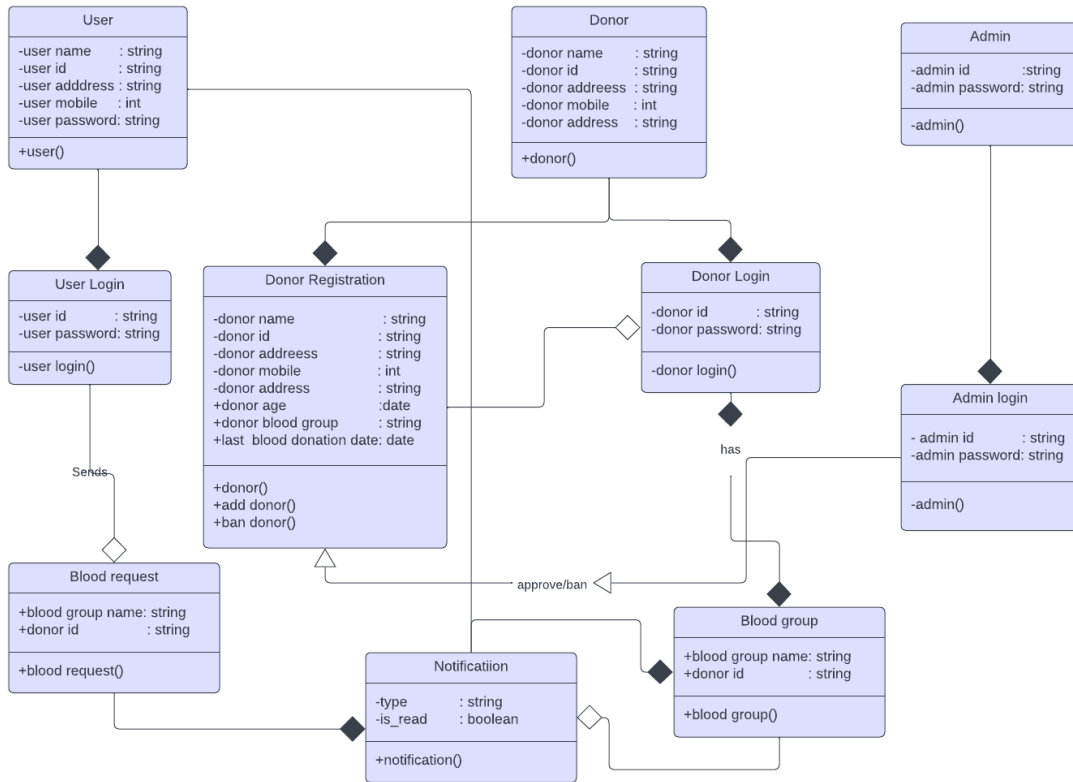 User
-user name : string
-user id : string
-user adddress : string
-user mobile : int
-user password: string
+user()
Donor
-donor name : string
-donor id : string
-donor addreess : string
-donor mobile : int
-donor address : string
+donor()
Admin
-admin id :string
-admin password: string
-admin()
User Login
-user id : string
-user password: string
-user login()
Donor Registration
-donor name : string
-donor id : string
-donor addreess : string
-donor mobile : int
-donor address : string
+donor age :date
+donor blood group : string
+last blood donation date: date
+donor()
+add donor()
+ban donor()
Donor Login
-donor id : string
-donor password: string
-donor login()
Admin login
- admin id : string
-admin password: string
-admin()
has
Sends
approve/ban
Blood request
+blood group name: string
+donor id : string
+blood request()
Notificatiion
-type : string
-is_read : boolean
+notification()
Blood group
+blood group name: string
+donor id : string
+blood group()